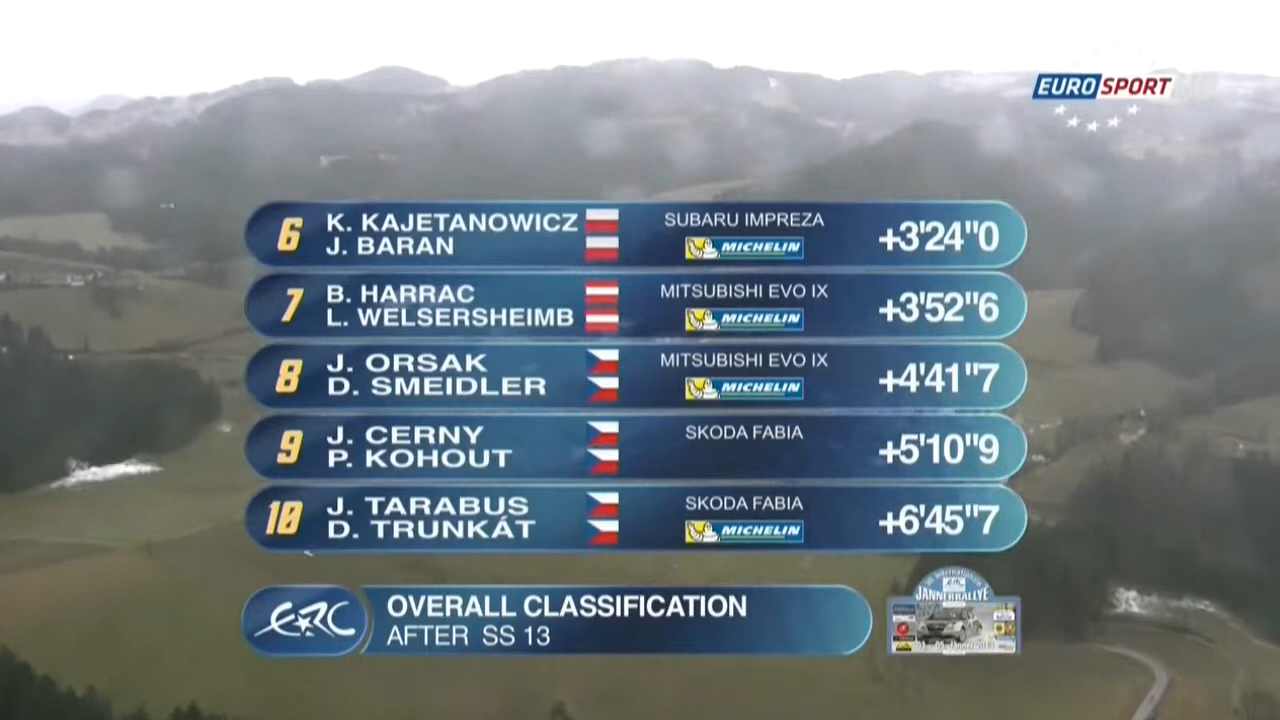 EUROSPORT
6 K. KAJETANOWICZ SUBARU IMPREZA +3'24"0
J. BARAN MICHELIN
7 B. HARRAC MITSUBISHI EVO IX +3'52"6
L. WELSERSHEIMB MICHELIN
8 J. ORSAK MITSUBISHI EVO IX +4'41"7
D. SMEIDLER MICHELIN
9 J. CERNY SKODA FABIA +5'10"9
P. KOHOUT
10 J. TARABUS SKODA FABIA +6'45"7
D. TRUNKÁT MICHELIN
ERC OVERALL CLASSIFICATION
AFTER SS 13
JÄNNERRALLYE